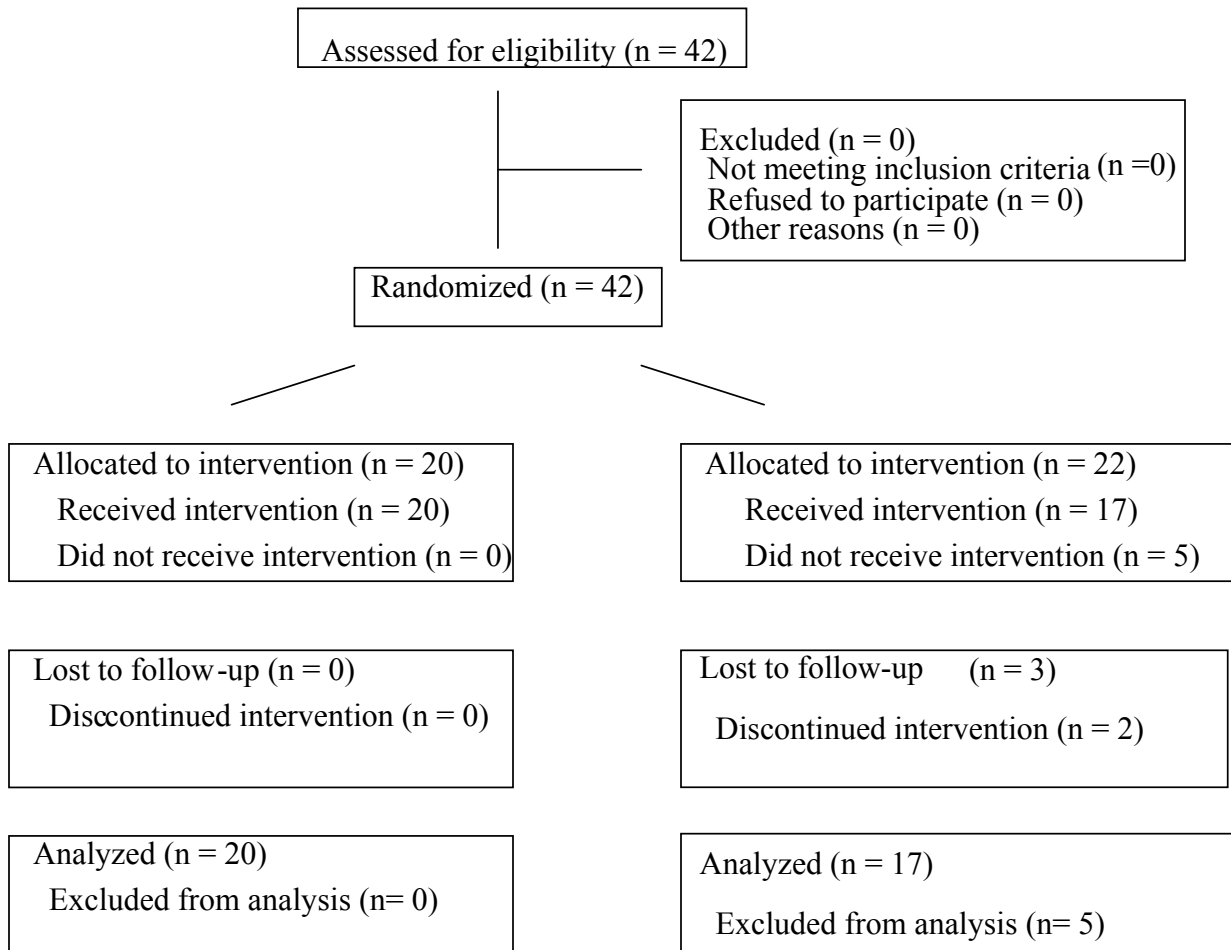 Assessed for eligibility (n = 42)
Excluded (n = 0)
Not meeting inclusion criteria (n =0)
Refused to participate (n = 0)
Other reasons (n = 0)
Randomized (n = 42)
Allocated to intervention (n = 20)
Received intervention (n = 20)
Did not receive intervention (n = 0)
Allocated to intervention (n = 22)
Received intervention (n = 17)
Did not receive intervention (n = 5)
Lost to follow-up (n = 0)
Disccontinued intervention (n = 0)
Lost to follow-up (n = 3)
Discontinued intervention (n = 2)
Analyzed (n = 20)
Excluded from analysis (n= 0)
Analyzed (n = 17)
Excluded from analysis (n= 5)